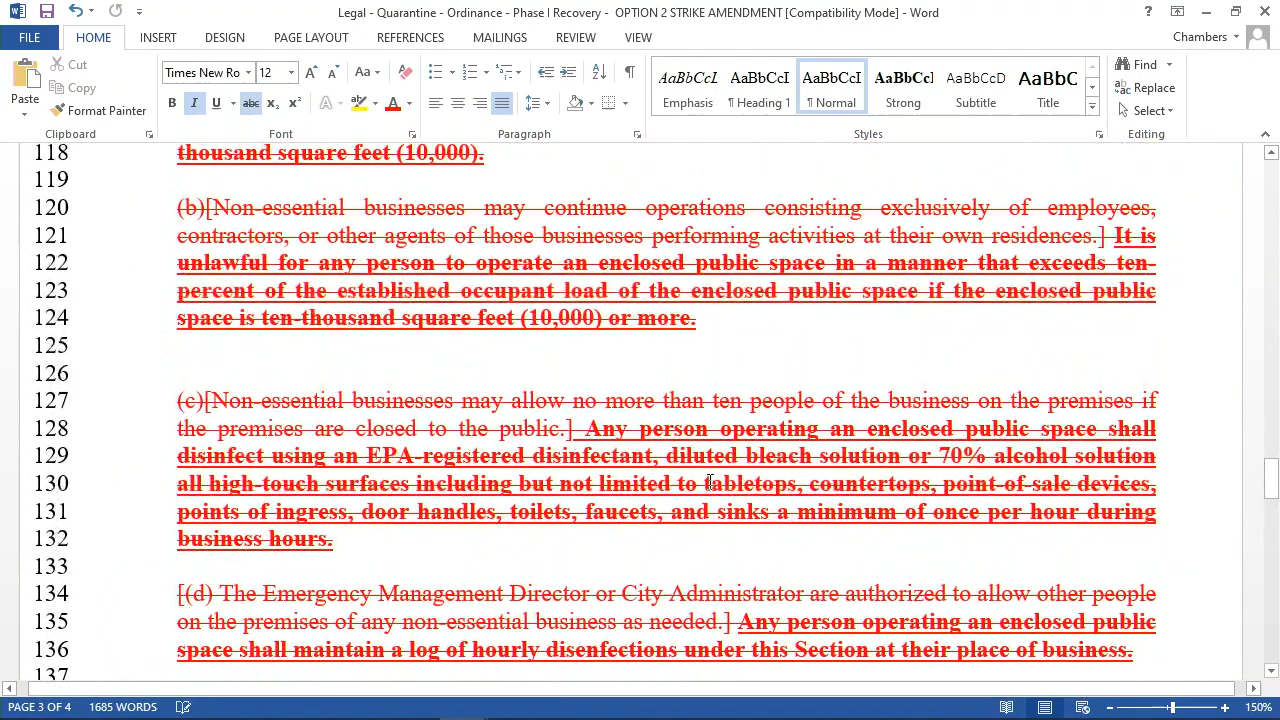 Legal - Quarantine - Ordinance - Phase I Recovery - OPTION 2 STRIKE AMENDMENT [Compatibility Mode] - Word
FILE HOME INSERT DESIGN PAGE LAYOUT REFERENCES MAILINGS REVIEW VIEW Chambers
Paste Cut Copy Format Painter
Times New Ro 12
AaBbCcI AaBbCcI AaBbCcI AaBbCcI AaBbCcD AaBbC
Emphasis ¶ Heading 1 ¶ Normal Strong Subtitle Title
Find Replace Select
Clipboard Font Paragraph Styles Editing
118 thousand square feet (10,000).
119
120 (b)[Non-essential businesses may continue operations consisting exclusively of employees,
121 contractors, or other agents of those businesses performing activities at their own residences.] It is
122 unlawful for any person to operate an enclosed public space in a manner that exceeds ten-
123 percent of the established occupant load of the enclosed public space if the enclosed public
124 space is ten-thousand square feet (10,000) or more.
125
126
127 (c)[Non-essential businesses may allow no more than ten people of the business on the premises if
128 the premises are closed to the public.] Any person operating an enclosed public space shall
129 disinfect using an EPA-registered disinfectant, diluted bleach solution or 70% alcohol solution
130 all high-touch surfaces including but not limited to tabletops, countertops, point-of sale devices,
131 points of ingress, door handles, toilets, faucets, and sinks a minimum of once per hour during
132 business hours.
133
134 [(d) The Emergency Management Director or City Administrator are authorized to allow other people
135 on the premises of any non-essential business as needed.] Any person operating an enclosed public
136 space shall maintain a log of hourly disenfections under this Section at their place of business.
137
PAGE 3 OF 4 1685 WORDS 150%